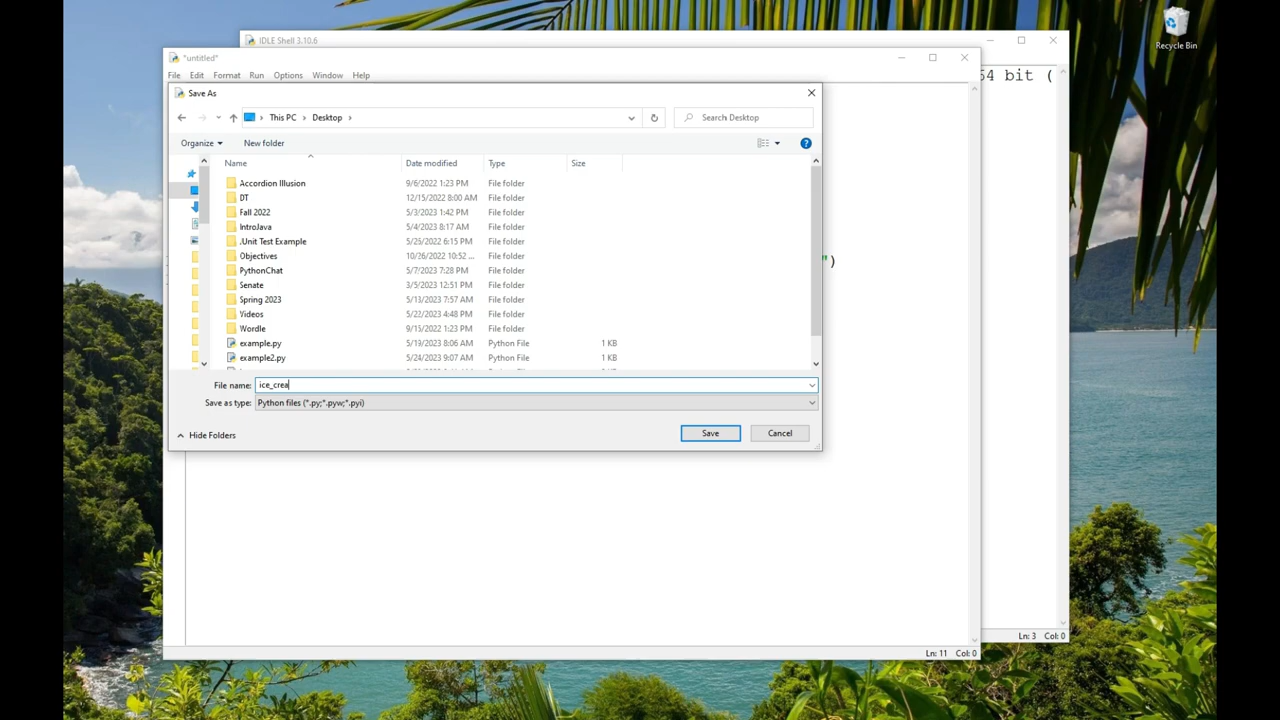 IDLE Shell 3.10.6
Recycle Bin
*untitled*
File Edit Format Run Options Window Help
64 bit (
Save As
This PC > Desktop >
Search Desktop
Organize
New folder
Name Date modified Type Size
Accordion Illusion 9/6/2022 1:23 PM File folder
DT 12/15/2022 8:00 AM File folder
Fall 2022 5/3/2023 1:42 PM File folder
IntroJava 5/4/2023 8:17 AM File folder
.Unit Test Example 5/25/2022 6:15 PM File folder
Objectives 10/26/2022 10:52 ... File folder
PythonChat 5/7/2023 7:28 PM File folder
Senate 3/5/2023 12:51 PM File folder
Spring 2023 5/13/2023 7:57 AM File folder
Videos 5/22/2023 4:48 PM File folder
Wordle 9/15/2022 1:23 PM File folder
example.py 5/19/2023 8:06 AM Python File 1 KB
example2.py 5/24/2023 9:07 AM Python File 1 KB
")
File name: ice_crea
Save as type: Python files (*.py;*.pyw;*.pyi)
Hide Folders
Save
Cancel
Ln: 3 Col: 0
Ln: 11 Col: 0